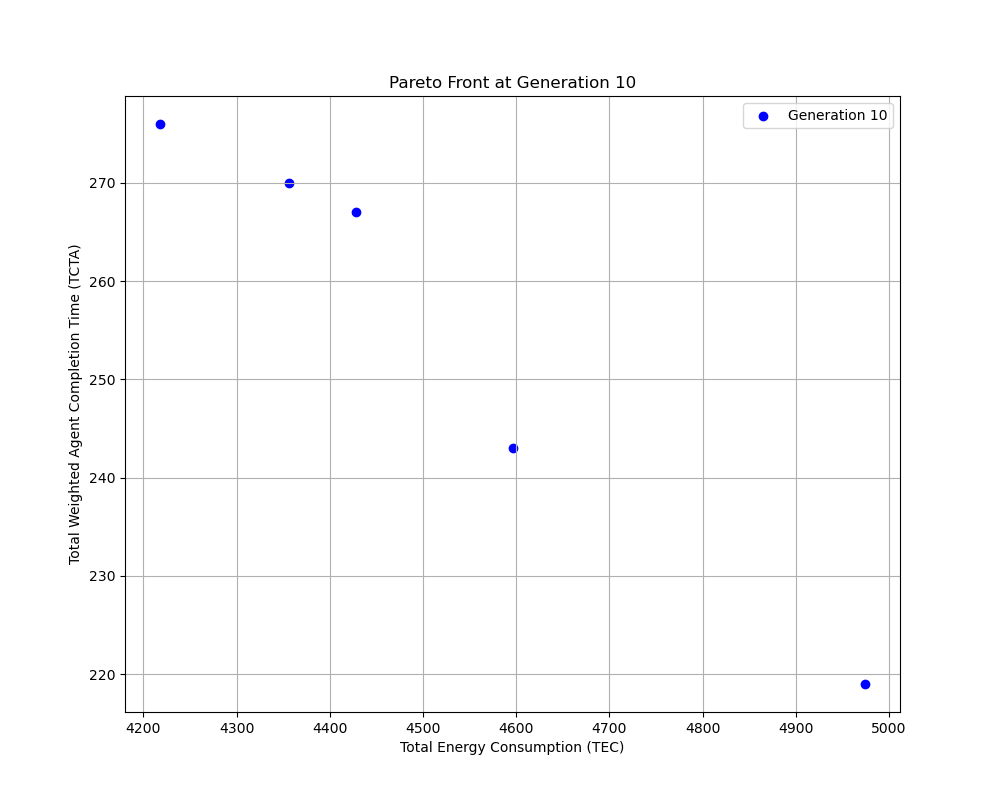 Pareto Front at Generation 10
Generation 10
Total Weighted Agent Completion Time (TCTA)
270
260
250
240
230
220
4200 4300 4400 4500 4600 4700 4800 4900 5000
Total Energy Consumption (TEC)